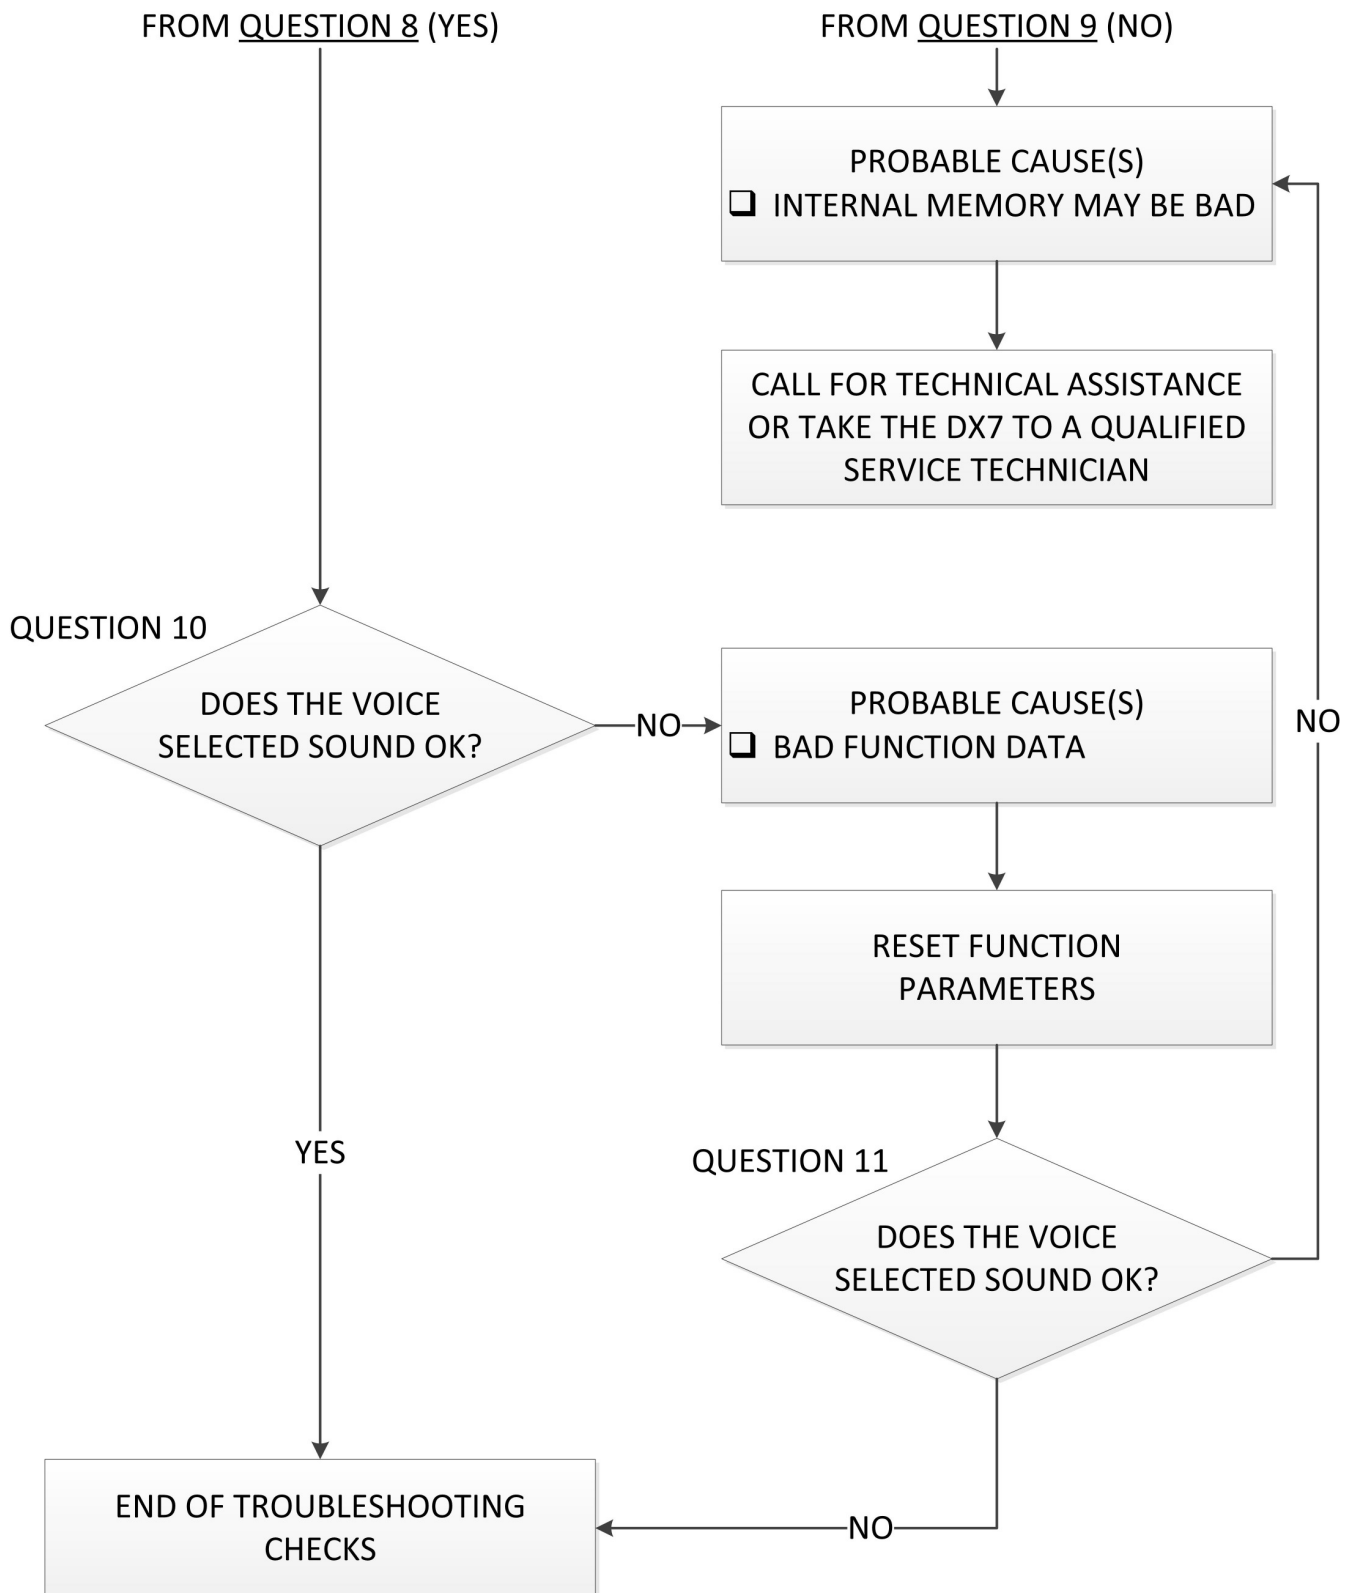 FROM QUESTION 8 (YES)
FROM QUESTION 9 (NO)
PROBABLE CAUSE(S)
❑ INTERNAL MEMORY MAY BE BAD
CALL FOR TECHNICAL ASSISTANCE
OR TAKE THE DX7 TO A QUALIFIED
SERVICE TECHNICIAN
QUESTION 10
DOES THE VOICE
SELECTED SOUND OK?
NO
PROBABLE CAUSE(S)
❑ BAD FUNCTION DATA
NO
RESET FUNCTION
PARAMETERS
YES
QUESTION 11
DOES THE VOICE
SELECTED SOUND OK?
END OF TROUBLESHOOTING
CHECKS
NO